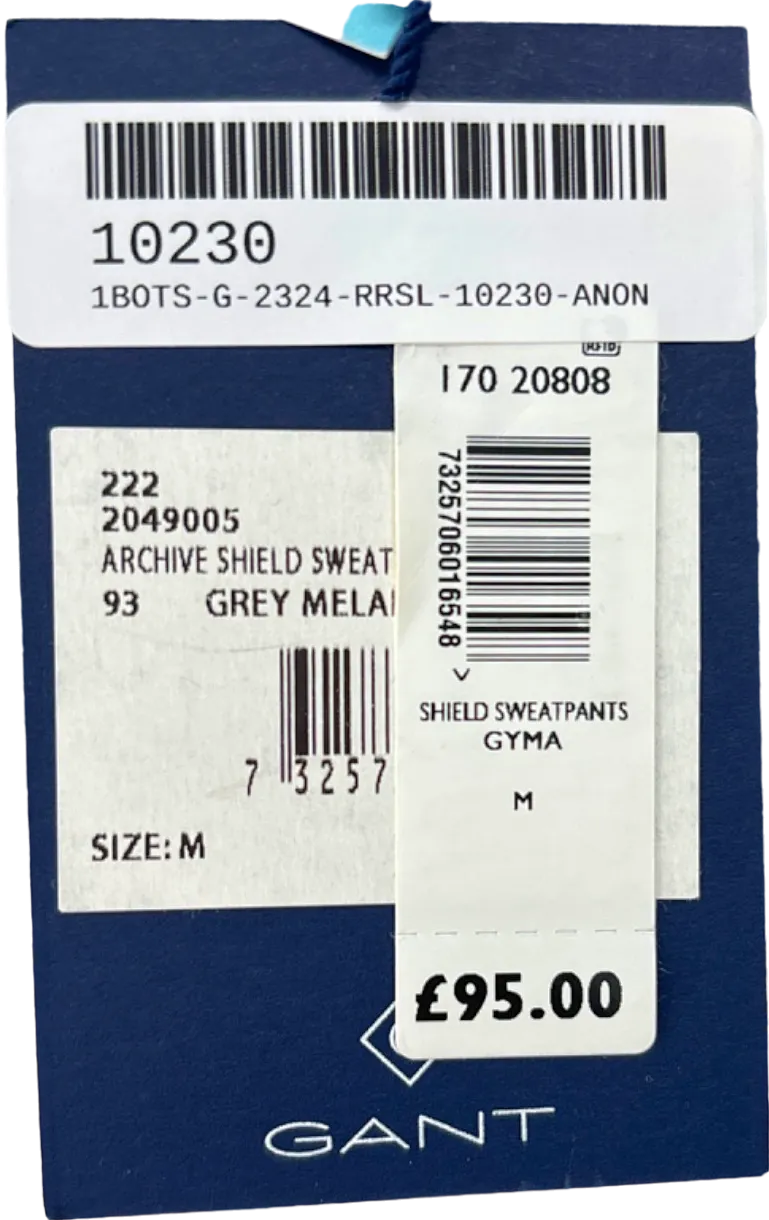 10230
1BOTS-G-2324-RRSL-10230-ANON
RFID
170 20808
7325706016548
SHIELD SWEATPANTS
GYMA
M
£95.00
222
2049005
ARCHIVE SHIELD SWEAT
93 GREY MELA
7 3257
SIZE: M
GANT